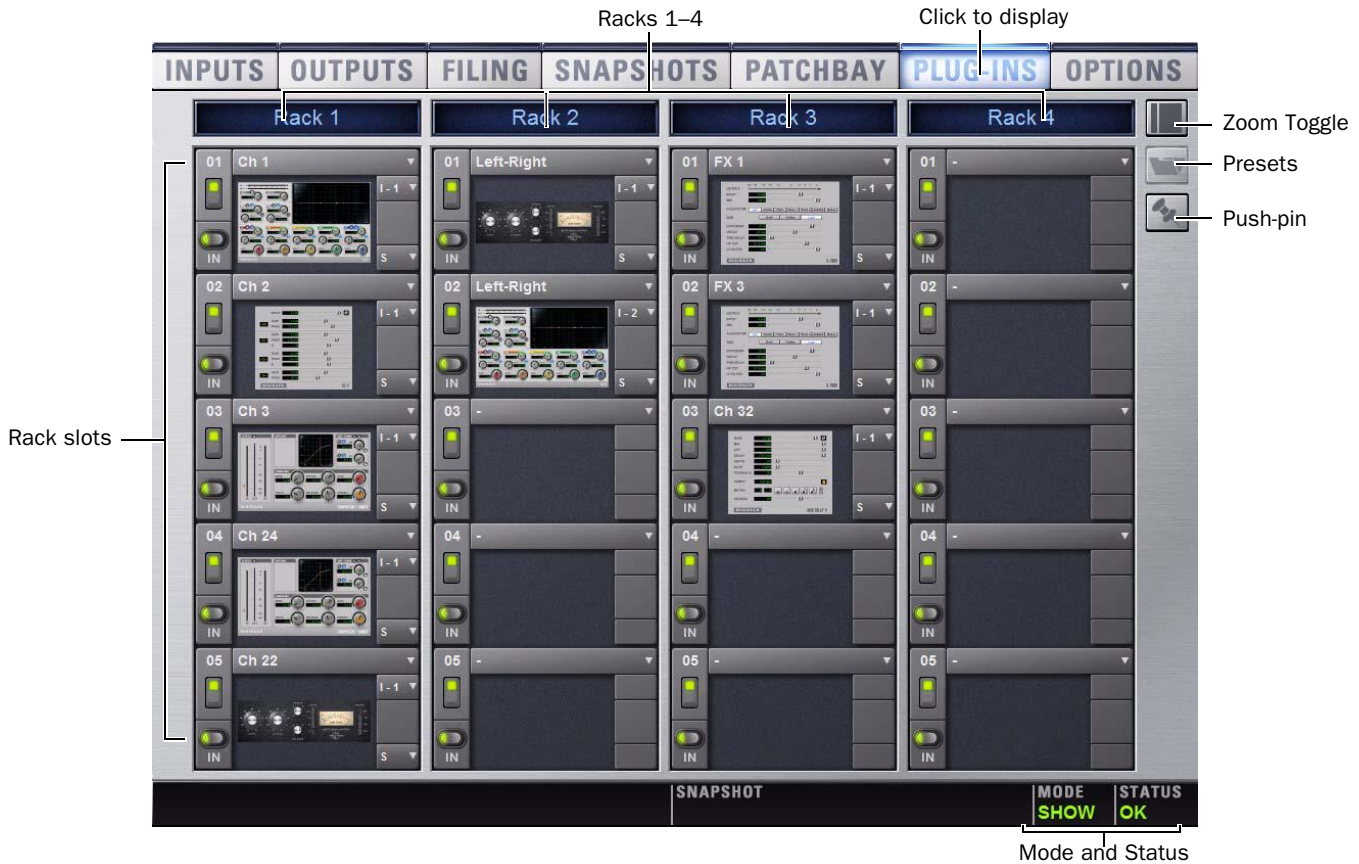 Racks 1–4
Click to display
INPUTS OUTPUTS FILING SNAPSHOTS PATCHBAY PLUG-INS OPTIONS
Rack 1 Rack 2 Rack 3 Rack 4
Zoom Toggle
Presets
Push-pin
Rack slots
01 Ch 1 I - 1 S IN
02 Ch 2 I - 1 S IN
03 Ch 3 I - 1 S IN
04 Ch 24 I - 1 S IN
05 Ch 22 I - 1 S IN
01 Left-Right I - 1 S IN
02 Left-Right I - 2 S IN
03 - IN
04 - IN
05 - IN
01 FX 1 I - 1 S IN
02 FX 3 I - 1 S IN
03 Ch 32 I - 1 S IN
04 - IN
05 - IN
01 - IN
02 - IN
03 - IN
04 - IN
05 - IN
SNAPSHOT
MODE STATUS
SHOW OK
Mode and Status